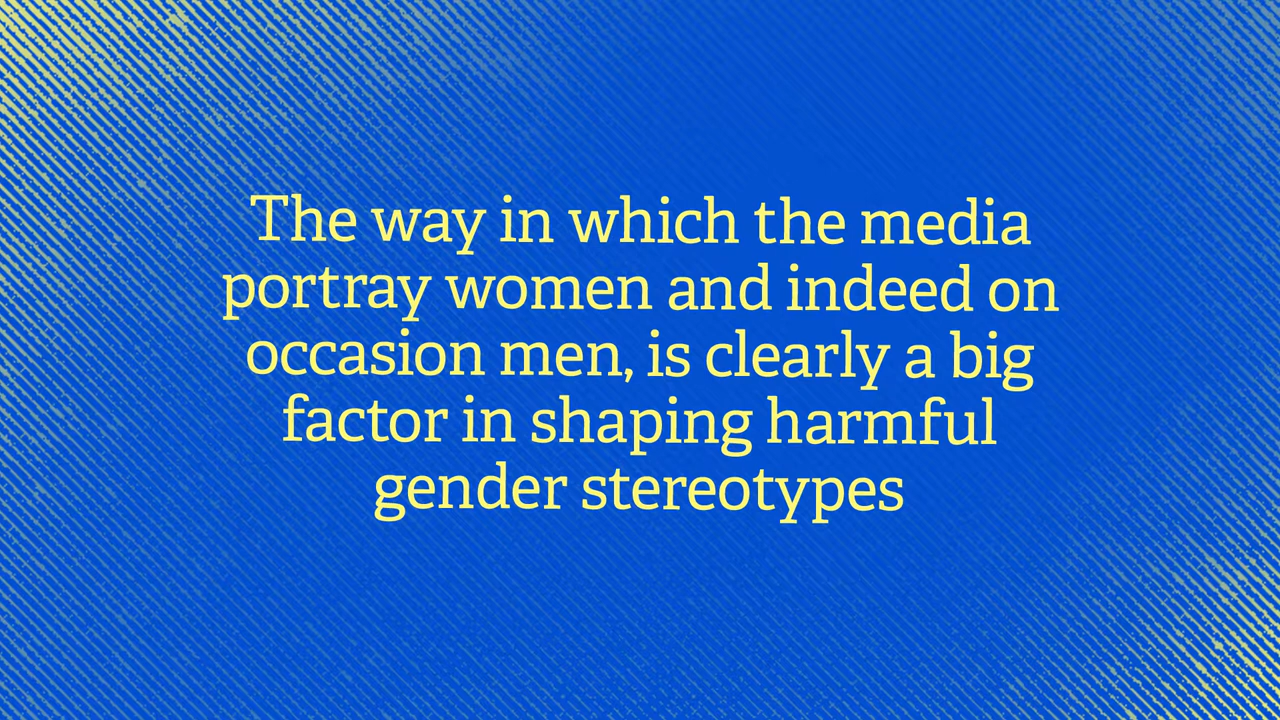 The way in which the media
portray women and indeed on
occasion men, is clearly a big
factor in shaping harmful
gender stereotypes